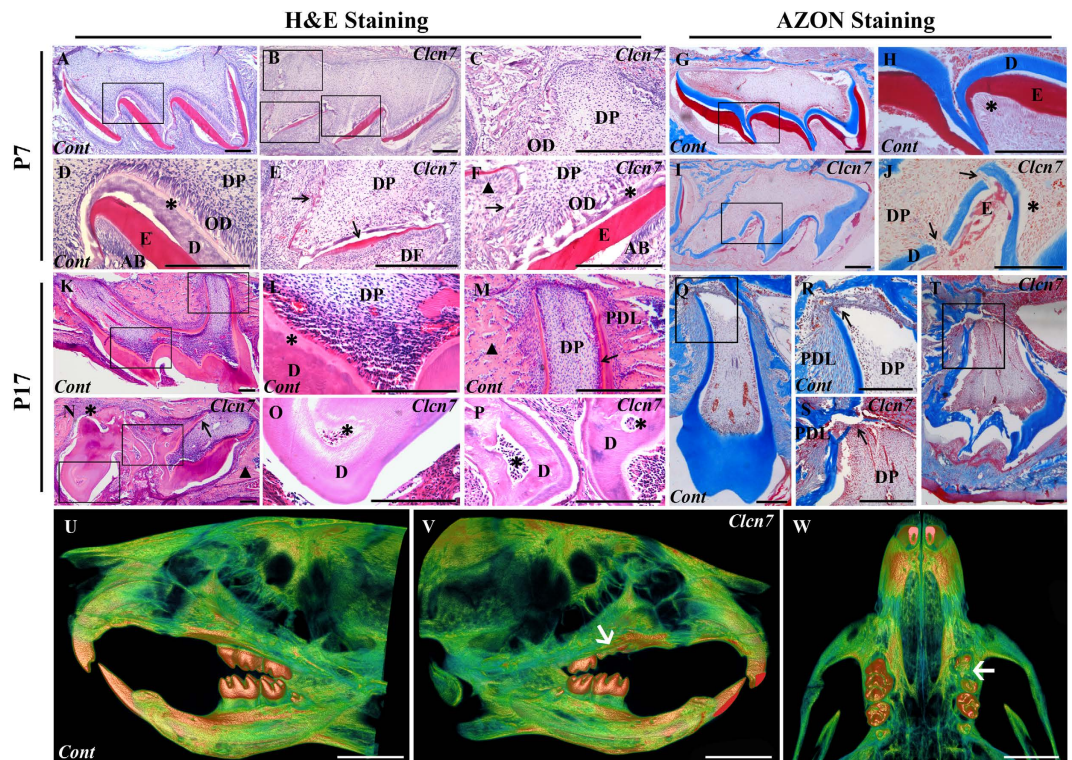 H&E Staining AZON Staining
P7
A Cont
B Clcn7
C Clcn7 DP OD
G Cont
H D E * Cont
D DP * OD E D AB Cont
E Clcn7 DP DF
F Clcn7 DP * OD E AB
I Clcn7
J Clcn7 E * DP D
P17
K Cont
L DP * D Cont
M PDL DP Cont
Q Cont
R PDL DP Cont
T Clcn7
N * Clcn7
O Clcn7 * D
P Clcn7 * D * D
S Clcn7 PDL DP
U Cont
V Clcn7
W